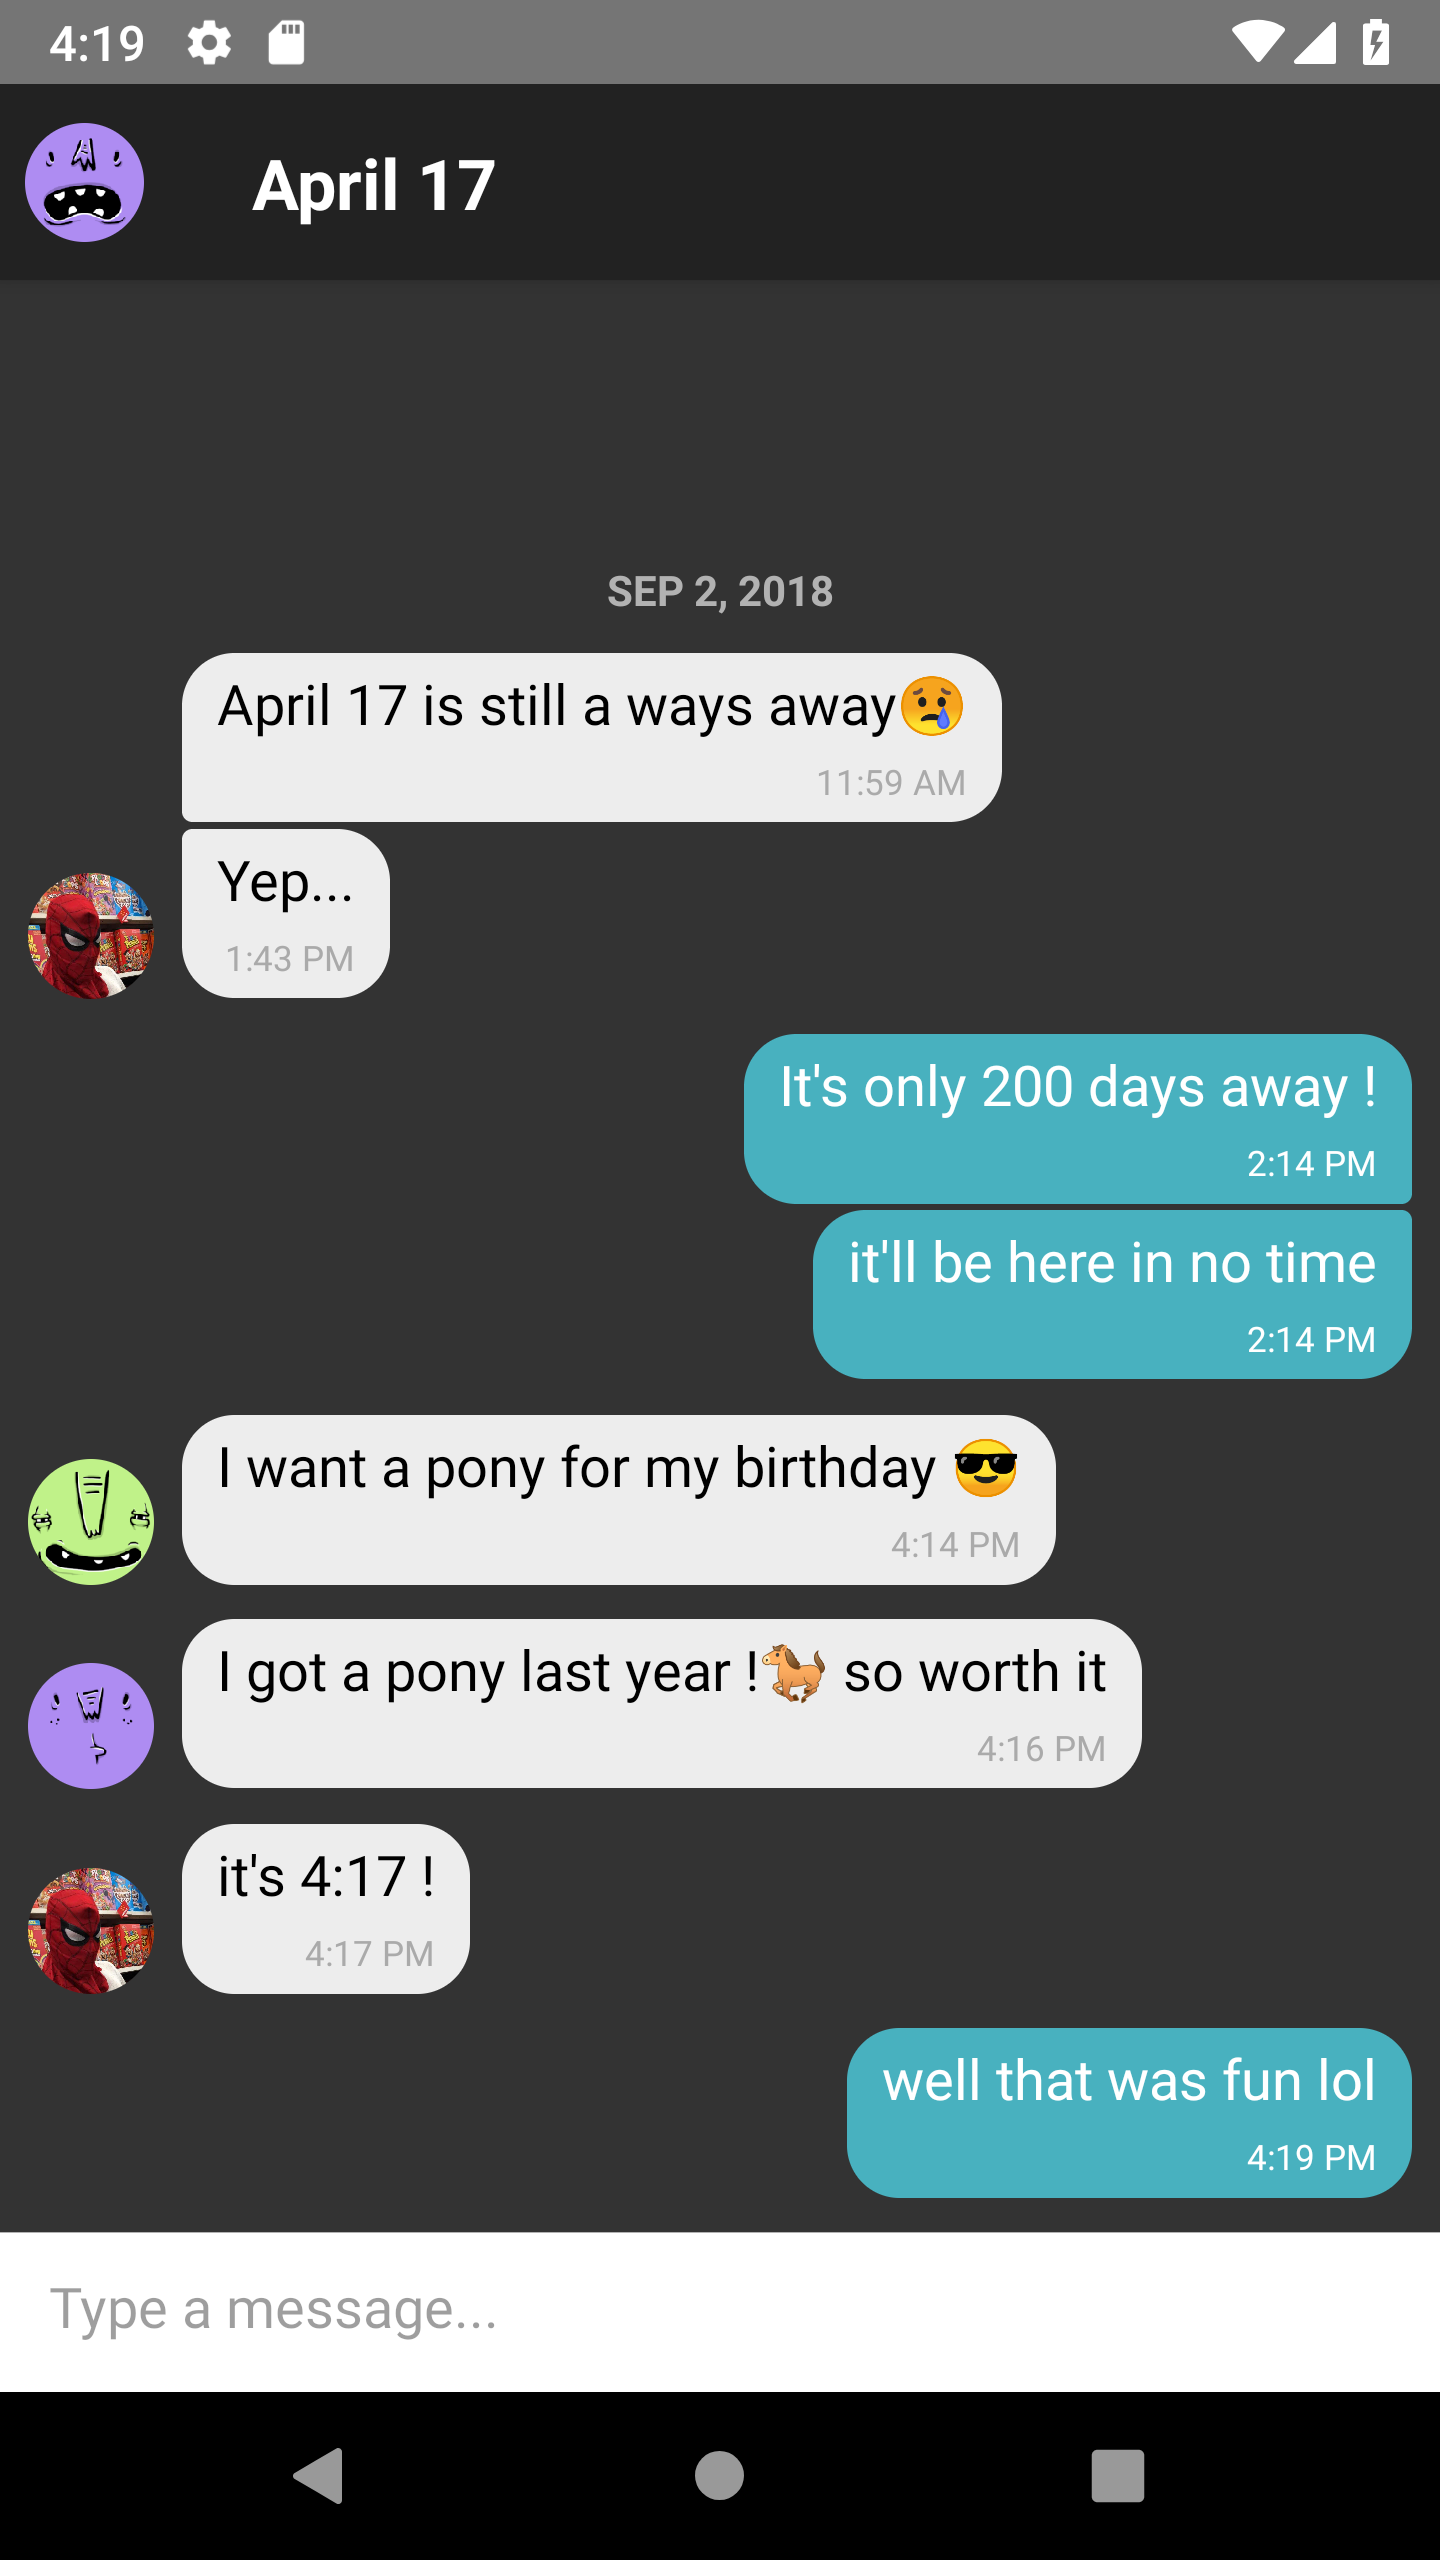 4:19
April 17
SEP 2, 2018
April 17 is still a ways away😢
11:59 AM
Yep...
1:43 PM
It's only 200 days away !
2:14 PM
it'll be here in no time
2:14 PM
I want a pony for my birthday 😎
4:14 PM
I got a pony last year !🐎 so worth it
4:16 PM
it's 4:17 !
4:17 PM
well that was fun lol
4:19 PM
Type a message...